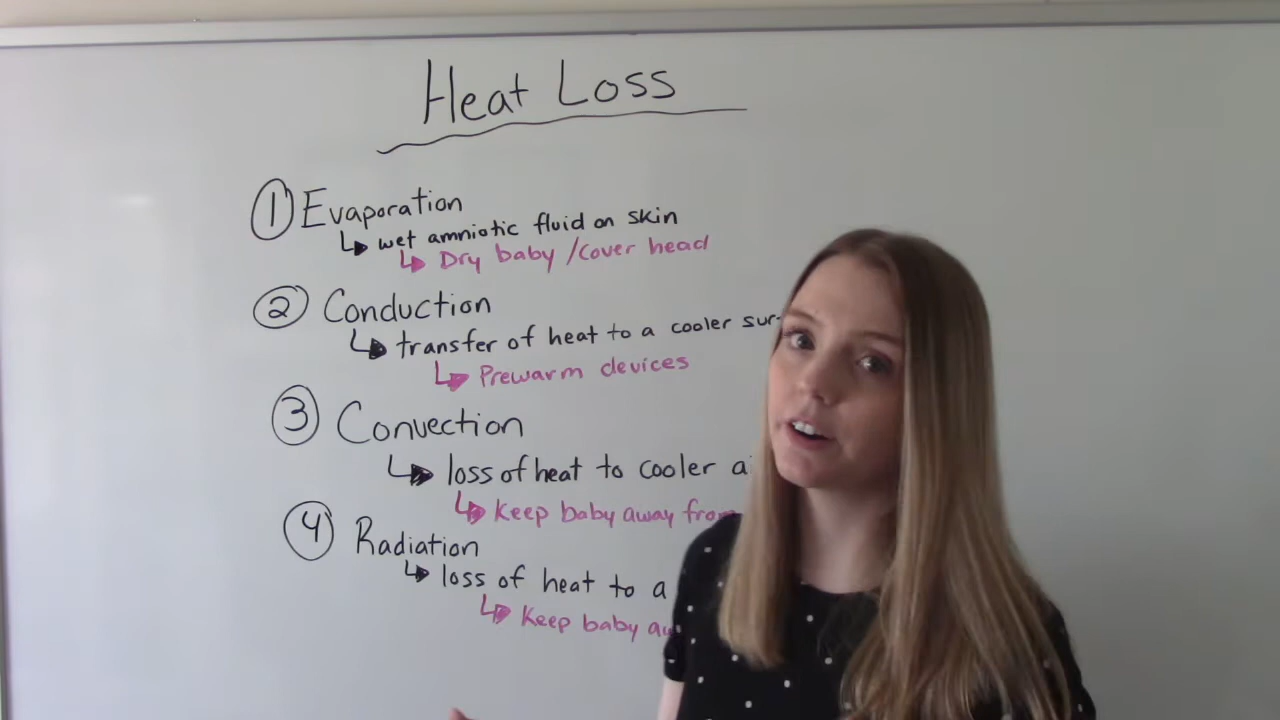 Heat Loss
1 Evaporation
wet amniotic fluid on skin
Dry baby / cover head
2 Conduction
transfer of heat to a cooler
Prewarm devices
3 Convection
loss of heat to cooler
Keep baby away from
4 Radiation
loss of heat to a
Keep baby